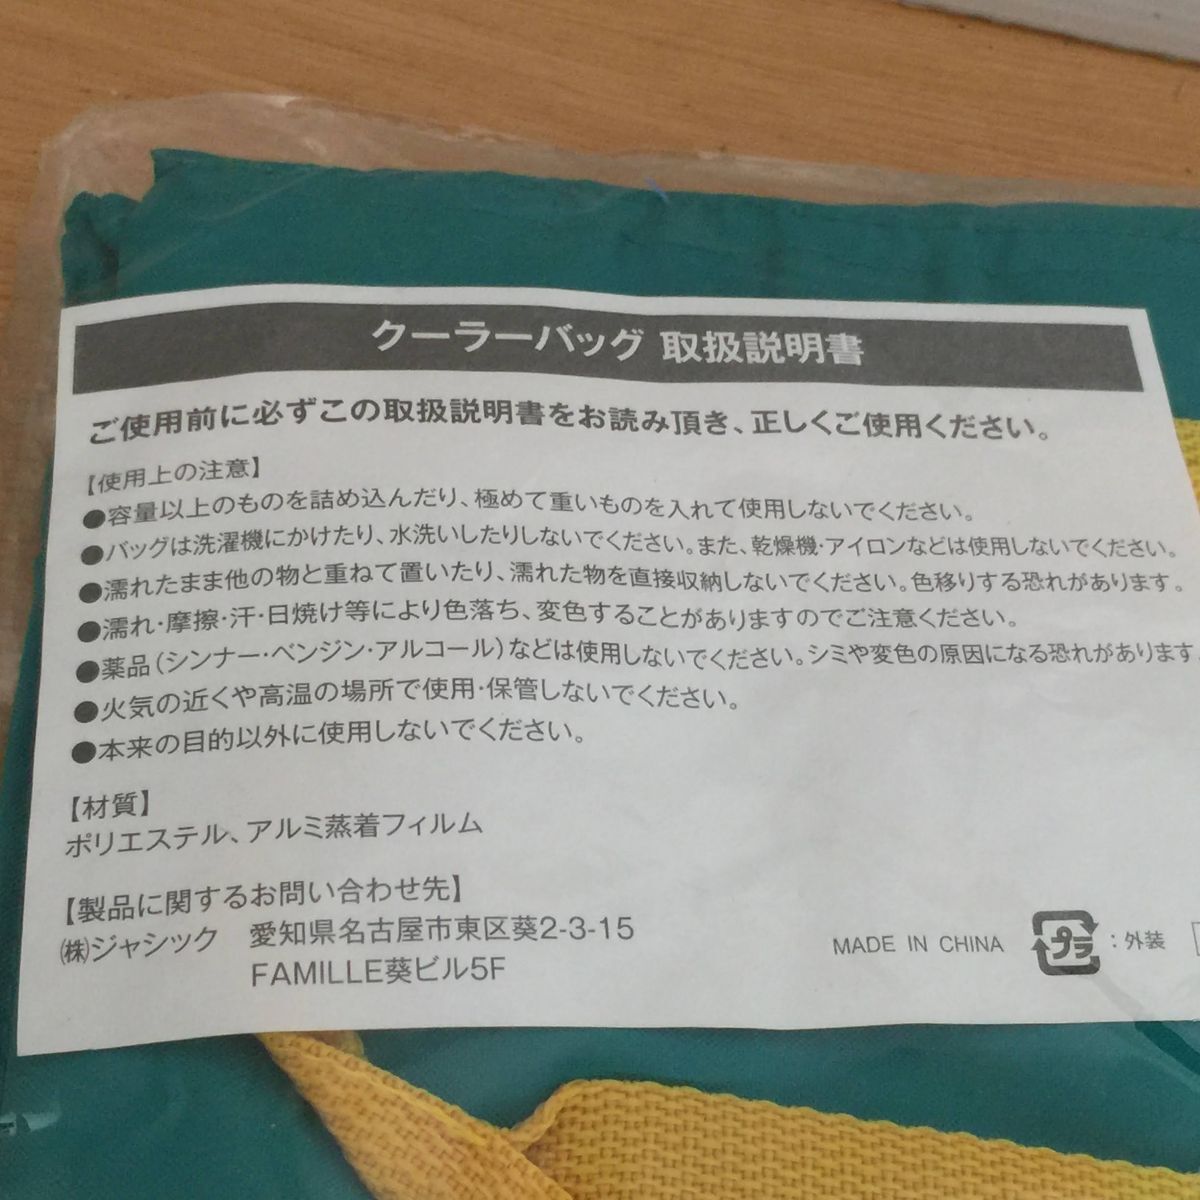 クーラーバッグ 取扱説明書
ご使用前に必ずこの取扱説明書をお読み頂き、正しくご使用ください。
【使用上の注意】
●容量以上のものを詰め込んだり、極めて重いものを入れて使用しないでください。
●バッグは洗濯機にかけたり、水洗いしたりしないでください。また、乾燥機・アイロンなどは使用しないでください。
●濡れたまま他の物と重ねて置いたり、濡れた物を直接収納しないでください。色移りする恐れがあります。
●濡れ・摩擦・汗・日焼け等により色落ち、変色することがありますのでご注意ください。
●薬品(シンナー・ベンジン・アルコール)などは使用しないでください。シミや変色の原因になる恐れがあります。
●火気の近くや高温の場所で使用・保管しないでください。
●本来の目的以外に使用しないでください。
【材質】
ポリエステル、アルミ蒸着フィルム
【製品に関するお問い合わせ先】
㈱ジャシック 愛知県名古屋市東区葵2-3-15
FAMILLE葵ビル5F
MADE IN CHINA プラ :外装